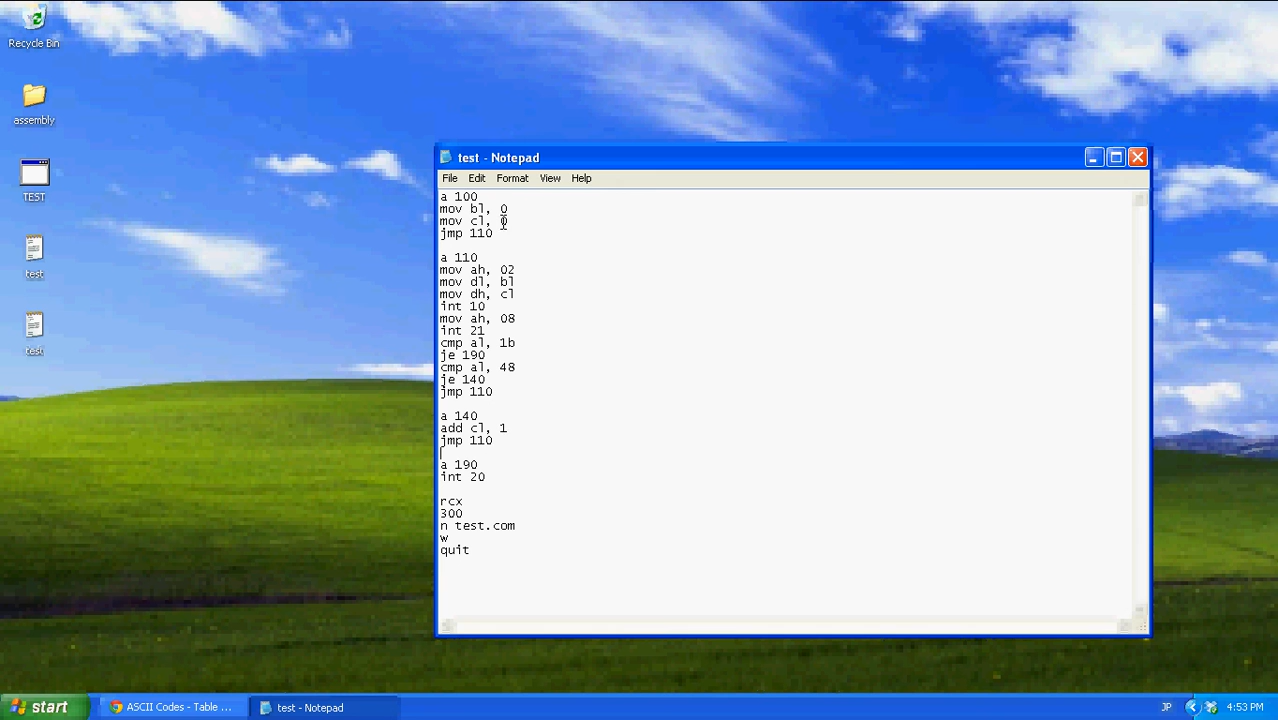 Recycle Bin
assembly
TEST
test
test
test - Notepad
File Edit Format View Help
a 100
mov bl, 0
mov cl, 0
jmp 110
a 110
mov ah, 02
mov dl, bl
mov dh, cl
int 10
mov ah, 08
int 21
cmp al, 1b
je 190
cmp al, 48
je 140
jmp 110
a 140
add cl, 1
jmp 110
a 190
int 20
rcx
300
n test.com
w
quit
start
ASCII Codes - Table ...
test - Notepad
JP
4:53 PM